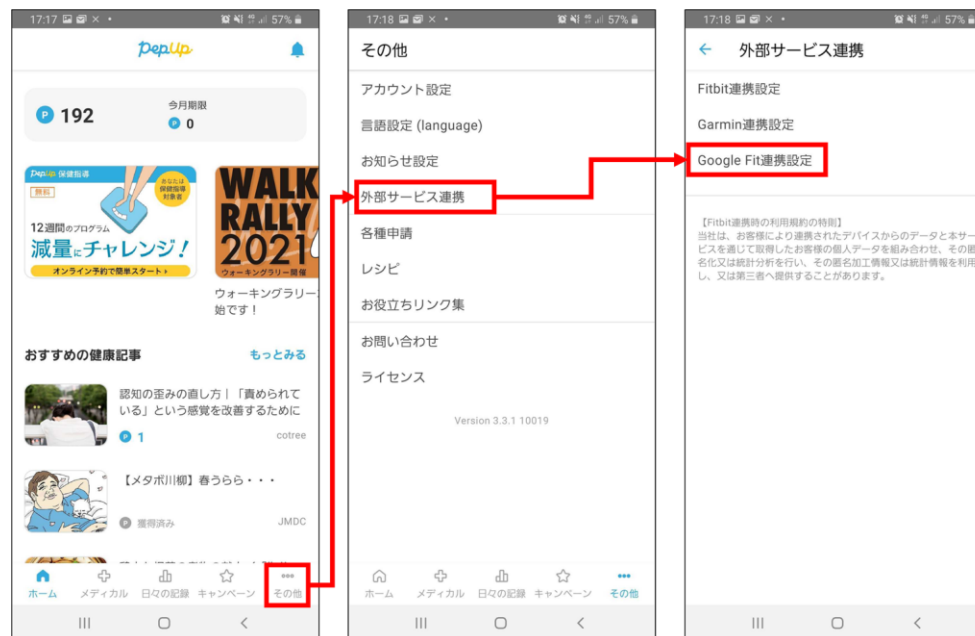 17:17
57%
PepUp
P 192
今月期限
P 0
PepUp 保健指導
無料
あなたは
保健指導
対象者
12週間のプログラム
減量にチャレンジ!
オンライン予約で簡単スタート
WALK
RALLY
2021
ウォーキングラリー開催
ウォーキングラリー
始です!
おすすめの健康記事
もっとみる
認知の歪みの直し方|「責められて
いる」という感覚を改善するために
P 1
cotree
【メタボ川柳】春うらら・・・
P 獲得済み
JMDC
ホーム
メディカル
日々の記録
キャンペーン
その他
17:18
57%
その他
アカウント設定
言語設定 (language)
お知らせ設定
外部サービス連携
各種申請
レシピ
お役立ちリンク集
お問い合わせ
ライセンス
Version 3.3.1 10019
ホーム
メディカル
日々の記録
キャンペーン
その他
17:18
57%
外部サービス連携
Fitbit連携設定
Garmin連携設定
Google Fit連携設定
【Fitbit連携時の利用規約の特則】
当社は、お客様により連携されたデバイスからのデータと本サー
ビスを通じて取得したお客様の個人データを組み合わせ、その匿
名化又は統計分析を行い、その匿名加工情報又は統計情報を利用
し、又は第三者へ提供することがあります。